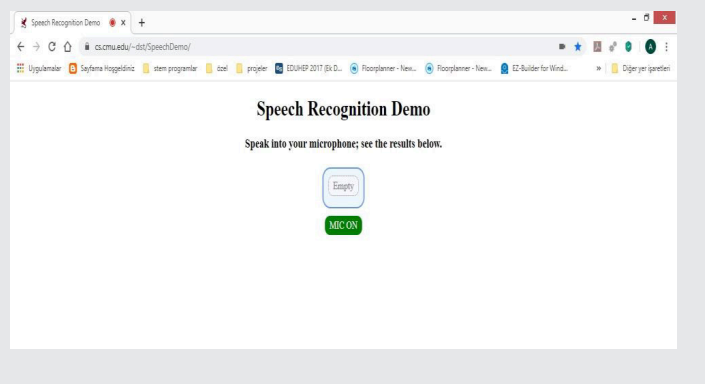 Speech Recognition Demo
cs.cmu.edu/~dst/SpeechDemo/
A
Uygulamalar Sayfama Hoşgeldiniz stem programlar özel projeler EDUHEP 2017 (Ek D... Floorplanner - New... Floorplanner - New... EZ-Builder for Wind... » Diğer yer işaretleri
Speech Recognition Demo
Speak into your microphone; see the results below.
Empty
MIC ON